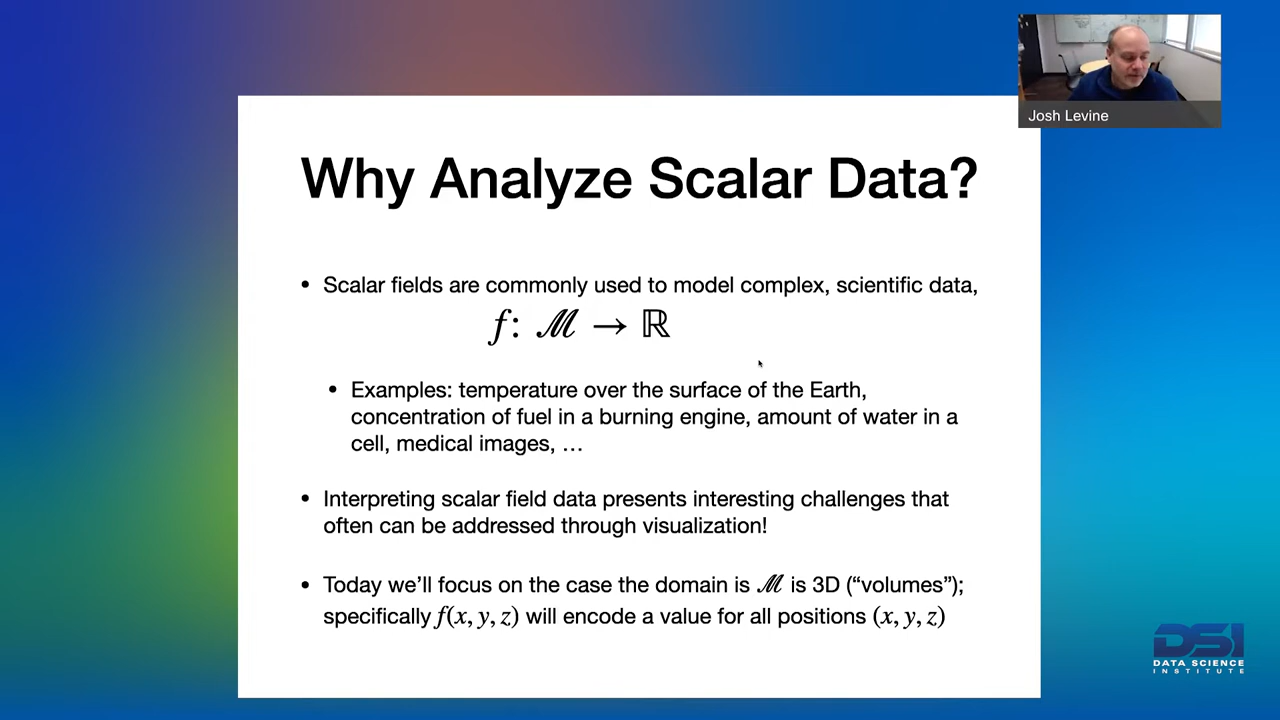 Josh Levine
Why Analyze Scalar Data?
• Scalar fields are commonly used to model complex, scientific data,
f: ℳ → ℝ
• Examples: temperature over the surface of the Earth,
concentration of fuel in a burning engine, amount of water in a
cell, medical images, …
• Interpreting scalar field data presents interesting challenges that
often can be addressed through visualization!
• Today we’ll focus on the case the domain is ℳ is 3D (“volumes”);
specifically f(x, y, z) will encode a value for all positions (x, y, z)
DSI
DATA SCIENCE
INSTITUTE